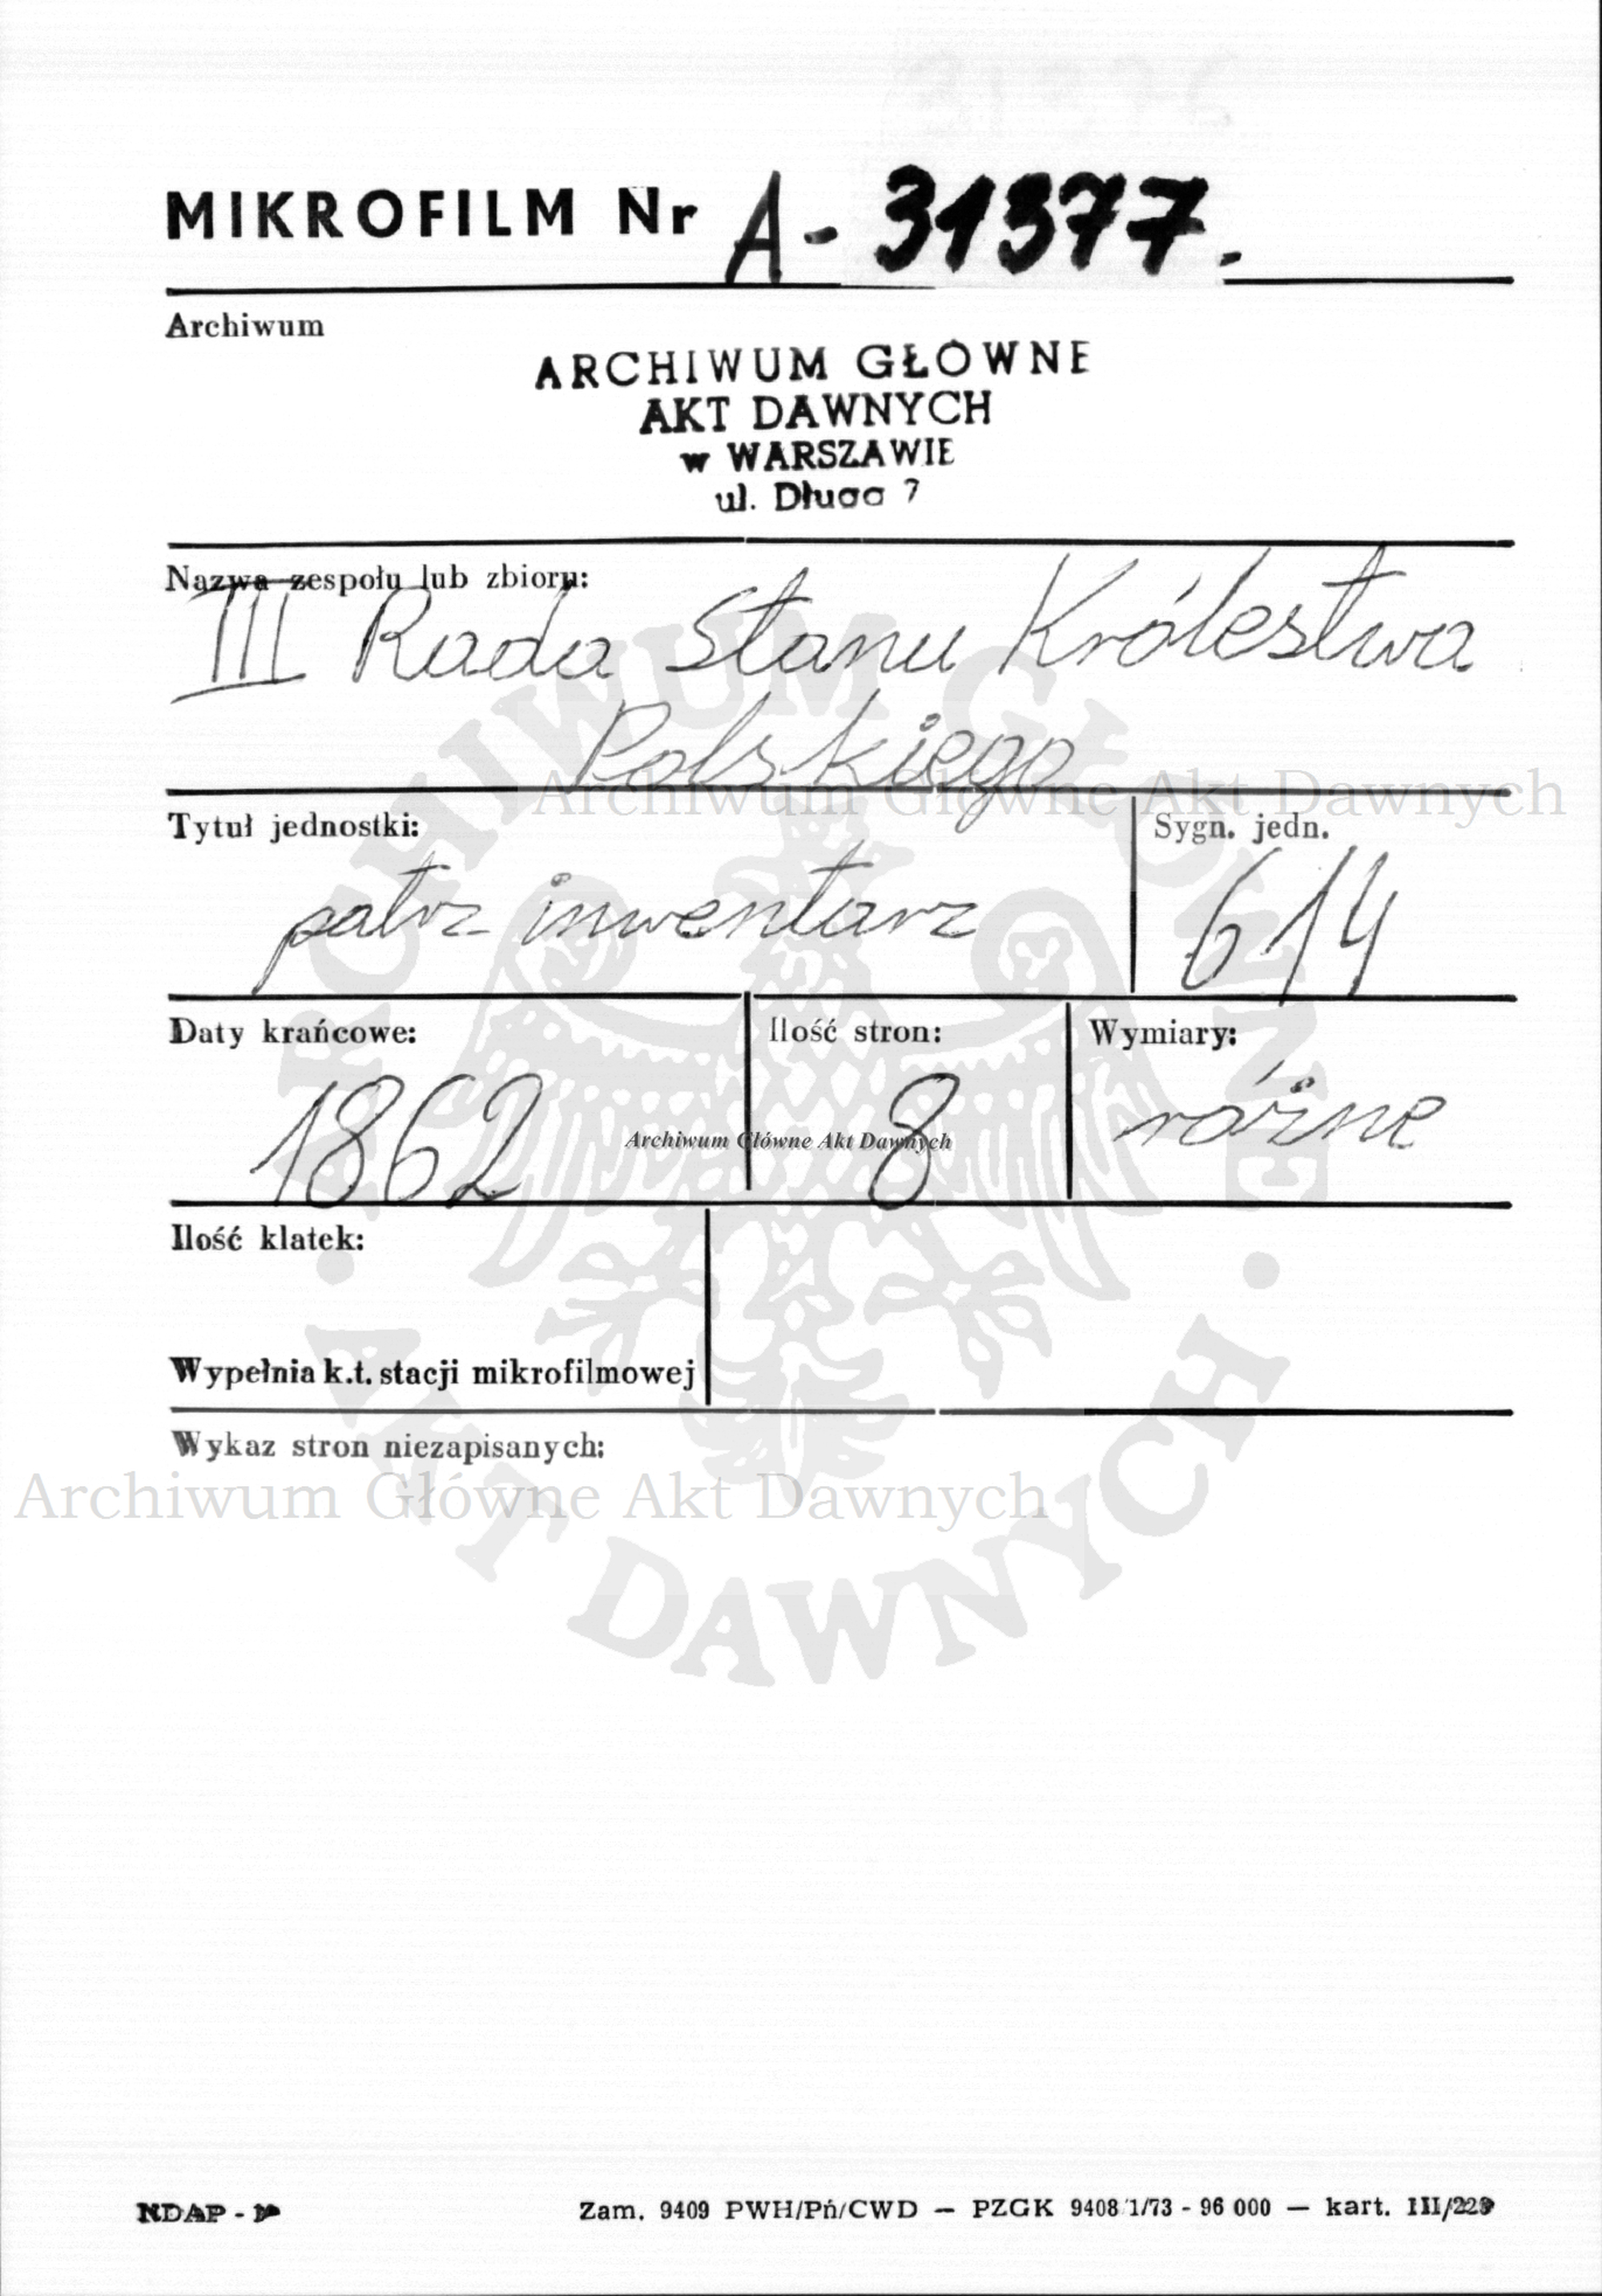 MIKROFILM Nr A-31377.
Archiwum
ARCHIWUM GŁÓWNE
AKT DAWNYCH
w WARSZAWIE
ul. Długa 7
Nazwa zespołu lub zbioru:
III Rada Stanu Królestwa
Polskiego
Archiwum Główne Akt Dawnych
Tytuł jednostki:
Sygn. jedn.
patrz inwentarz
614
Daty krańcowe:
Ilość stron:
Wymiary:
1862
8
różne
Archiwum Główne Akt Dawnych
Ilość klatek:
Wypełnia k.t. stacji mikrofilmowej
Wykaz stron niezapisanych:
Archiwum Główne Akt Dawnych
ARCHIWUM GŁÓWNE
· AKT DAWNYCH ·
NDAP -
Zam. 9409 PWH/Pń/CWD — PZGK 9408/1/73 - 96 000 — kart. III/229